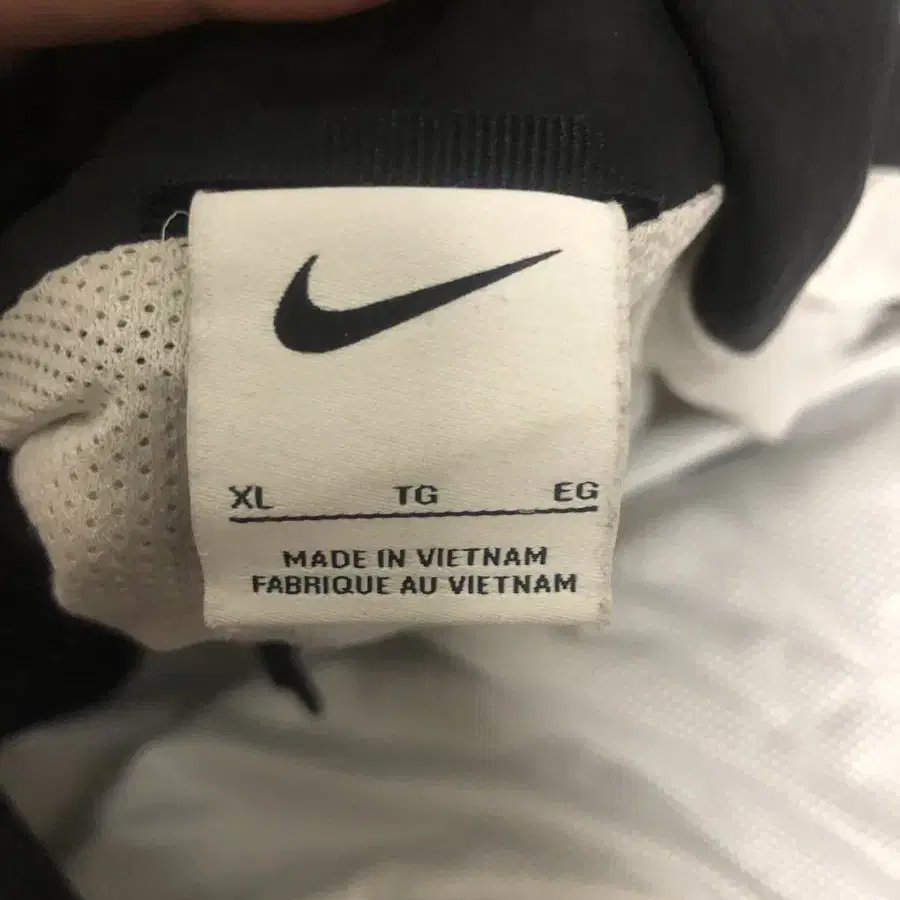 XL TG EG
MADE IN VIETNAM
FABRIQUE AU VIETNAM